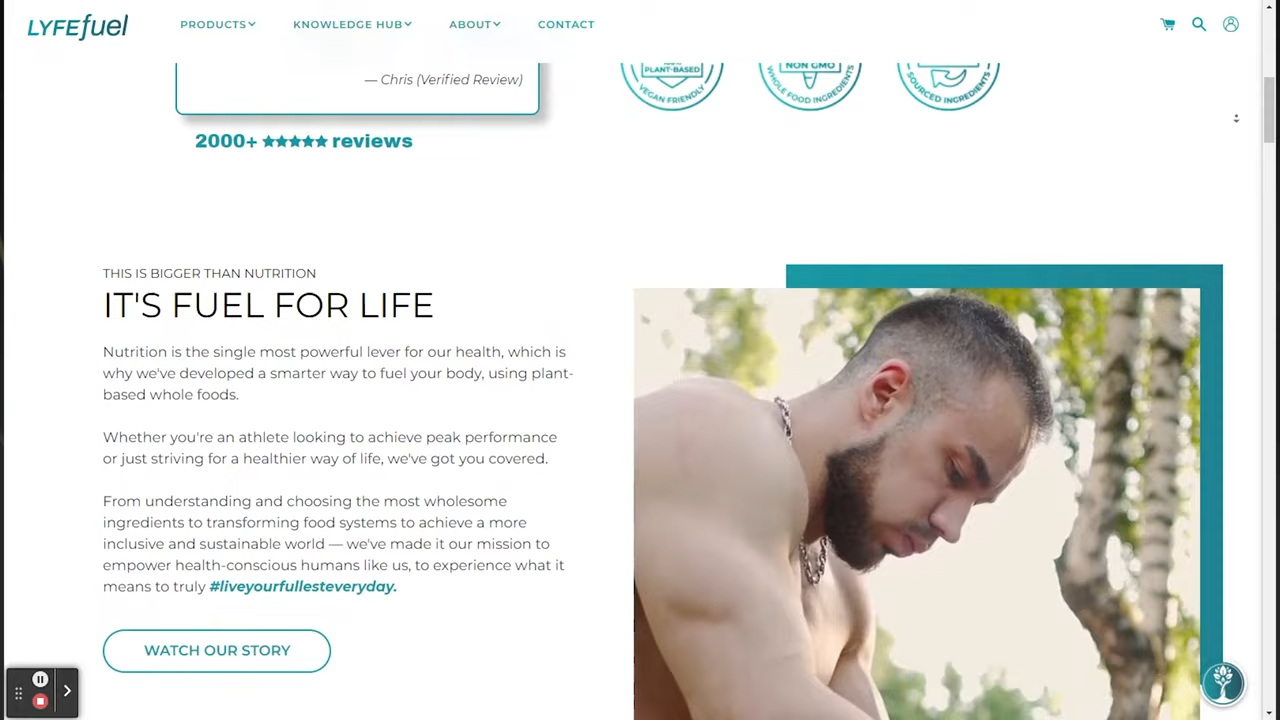 LYFEfuel
PRODUCTS
KNOWLEDGE HUB
ABOUT
CONTACT
— Chris (Verified Review)
PLANT-BASED
VEGAN FRIENDLY
NON GMO
WHOLE FOOD INGREDIENTS
SOURCED INGREDIENTS
2000+ ★★★★★ reviews
THIS IS BIGGER THAN NUTRITION
IT'S FUEL FOR LIFE
Nutrition is the single most powerful lever for our health, which is
why we've developed a smarter way to fuel your body, using plant-
based whole foods.
Whether you're an athlete looking to achieve peak performance
or just striving for a healthier way of life, we've got you covered.
From understanding and choosing the most wholesome
ingredients to transforming food systems to achieve a more
inclusive and sustainable world — we've made it our mission to
empower health-conscious humans like us, to experience what it
means to truly #liveyourfullesteveryday.
WATCH OUR STORY